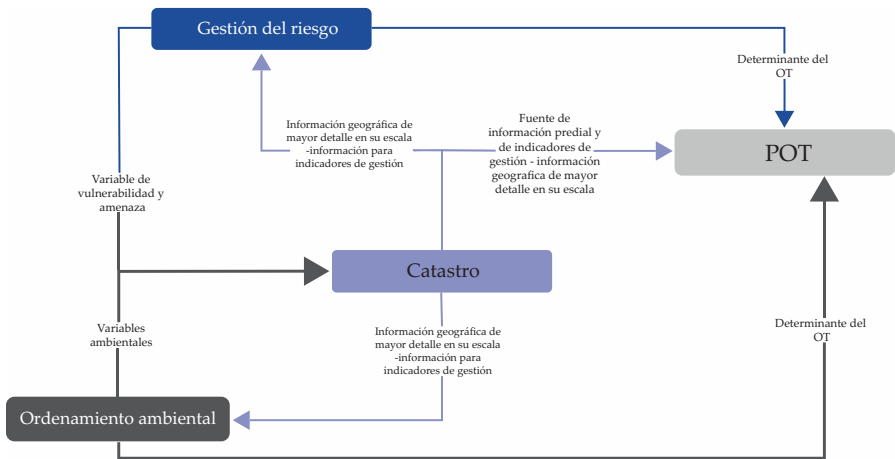 Gestión del riesgo
Determinante del
OT
Información geográfica de
mayor detalle en su escala
-información para
indicadores de gestión
Fuente de
información predial y
de indicadores de
gestión - información
geografica de mayor
detalle en su escala
POT
Variable de
vulnerabilidad y
amenaza
Catastro
Variables
ambientales
Información geográfica de
mayor detalle en su escala
-información para
indicadores de gestión
Determinante del
OT
Ordenamiento ambiental